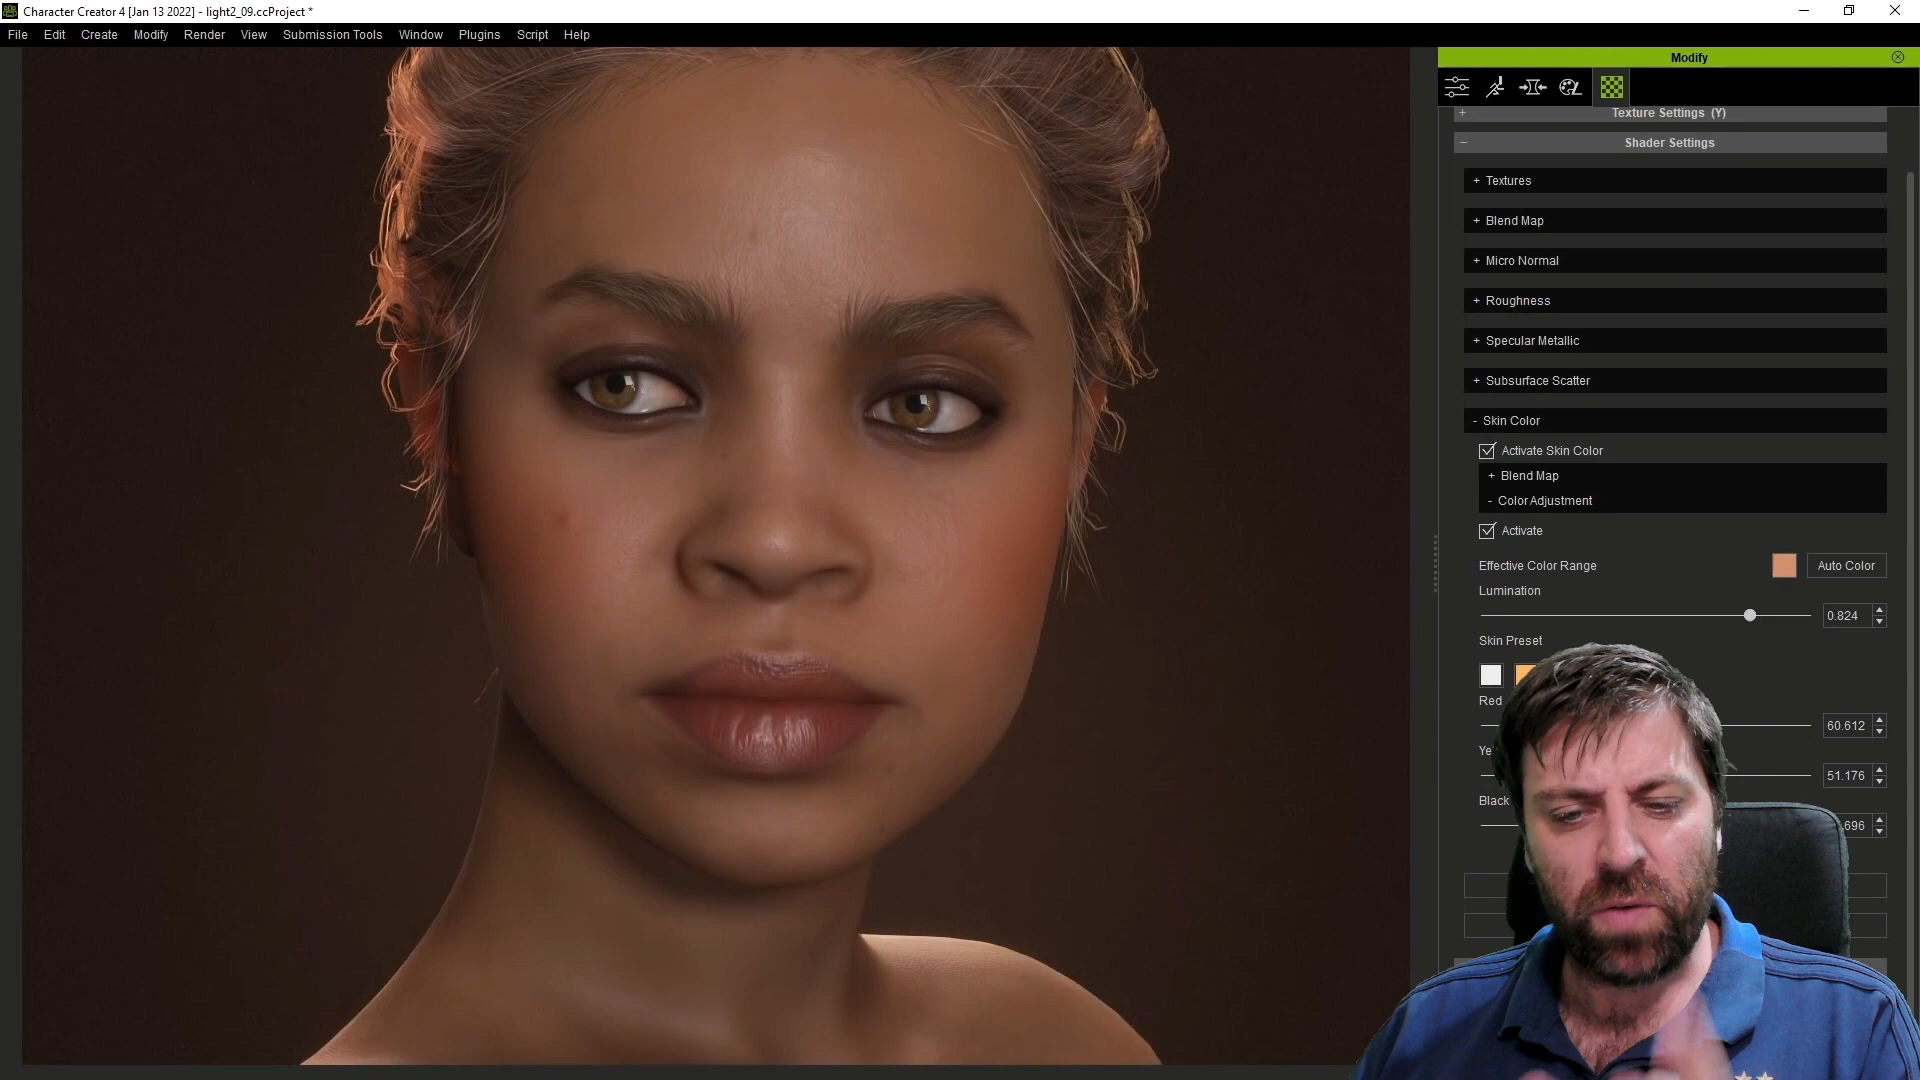 Character Creator 4 [Jan 13 2022] - light2_09.ccProject *
File Edit Create Modify Render View Submission Tools Window Plugins Script Help
Modify
+ Texture Settings (Y)
- Shader Settings
+ Textures
+ Blend Map
+ Micro Normal
+ Roughness
+ Specular Metallic
+ Subsurface Scatter
- Skin Color
Activate Skin Color
+ Blend Map
- Color Adjustment
Activate
Effective Color Range Auto Color
Lumination
0.824
Skin Preset
Red
60.612
Ye
51.176
Black
.696